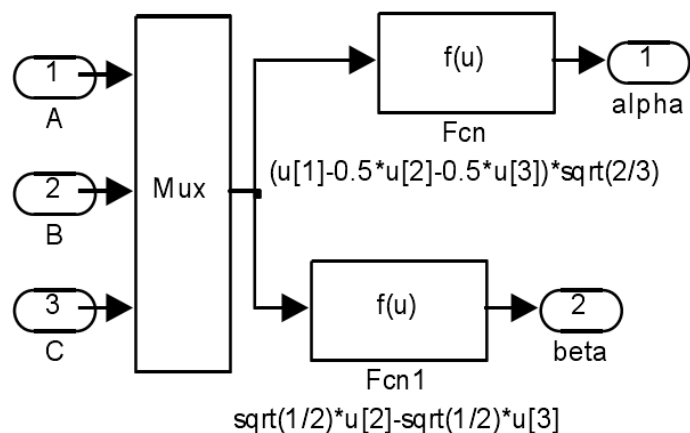 1
A
2
B
3
C
Mux
f(u)
Fcn
(u[1]-0.5*u[2]-0.5*u[3])*sqrt(2/3)
1
alpha
f(u)
Fcn1
sqrt(1/2)*u[2]-sqrt(1/2)*u[3]
2
beta